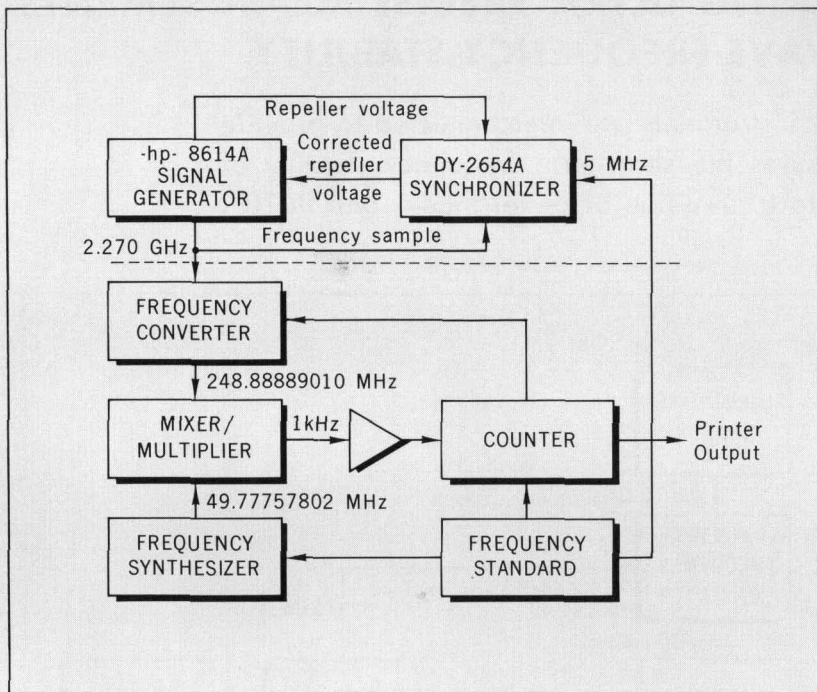 Repeller voltage
-hp- 8614A
SIGNAL
GENERATOR
Corrected
repeller
voltage
DY-2654A
SYNCHRONIZER
5 MHz
Frequency sample
2.270 GHz
FREQUENCY
CONVERTER
248.88889010 MHz
MIXER/
MULTIPLIER
1kHz
COUNTER
Printer
Output
49.77757802 MHz
FREQUENCY
SYNTHESIZER
FREQUENCY
STANDARD